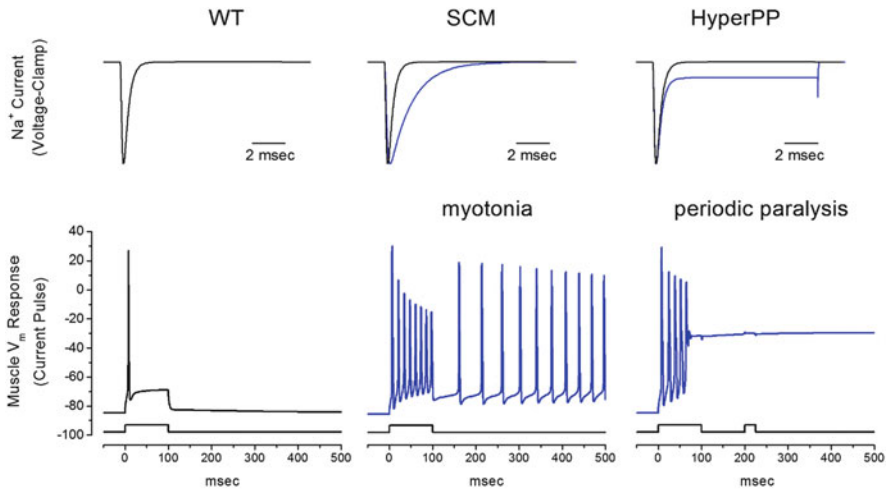 WT SCM HyperPP
Na+ Current
(Voltage-Clamp)
2 msec 2 msec 2 msec
myotonia periodic paralysis
Muscle Vm Response
(Current Pulse)
40
20
0
-20
-40
-60
-80
-100
0 100 200 300 400 500 0 100 200 300 400 500 0 100 200 300 400 500
msec msec msec